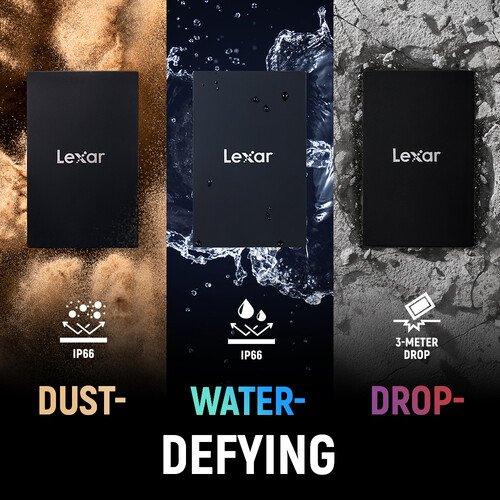 Lexar
Lexar
Lexar
IP66
IP66
3-METER
DROP
DUST-
WATER-
DROP-
DEFYING